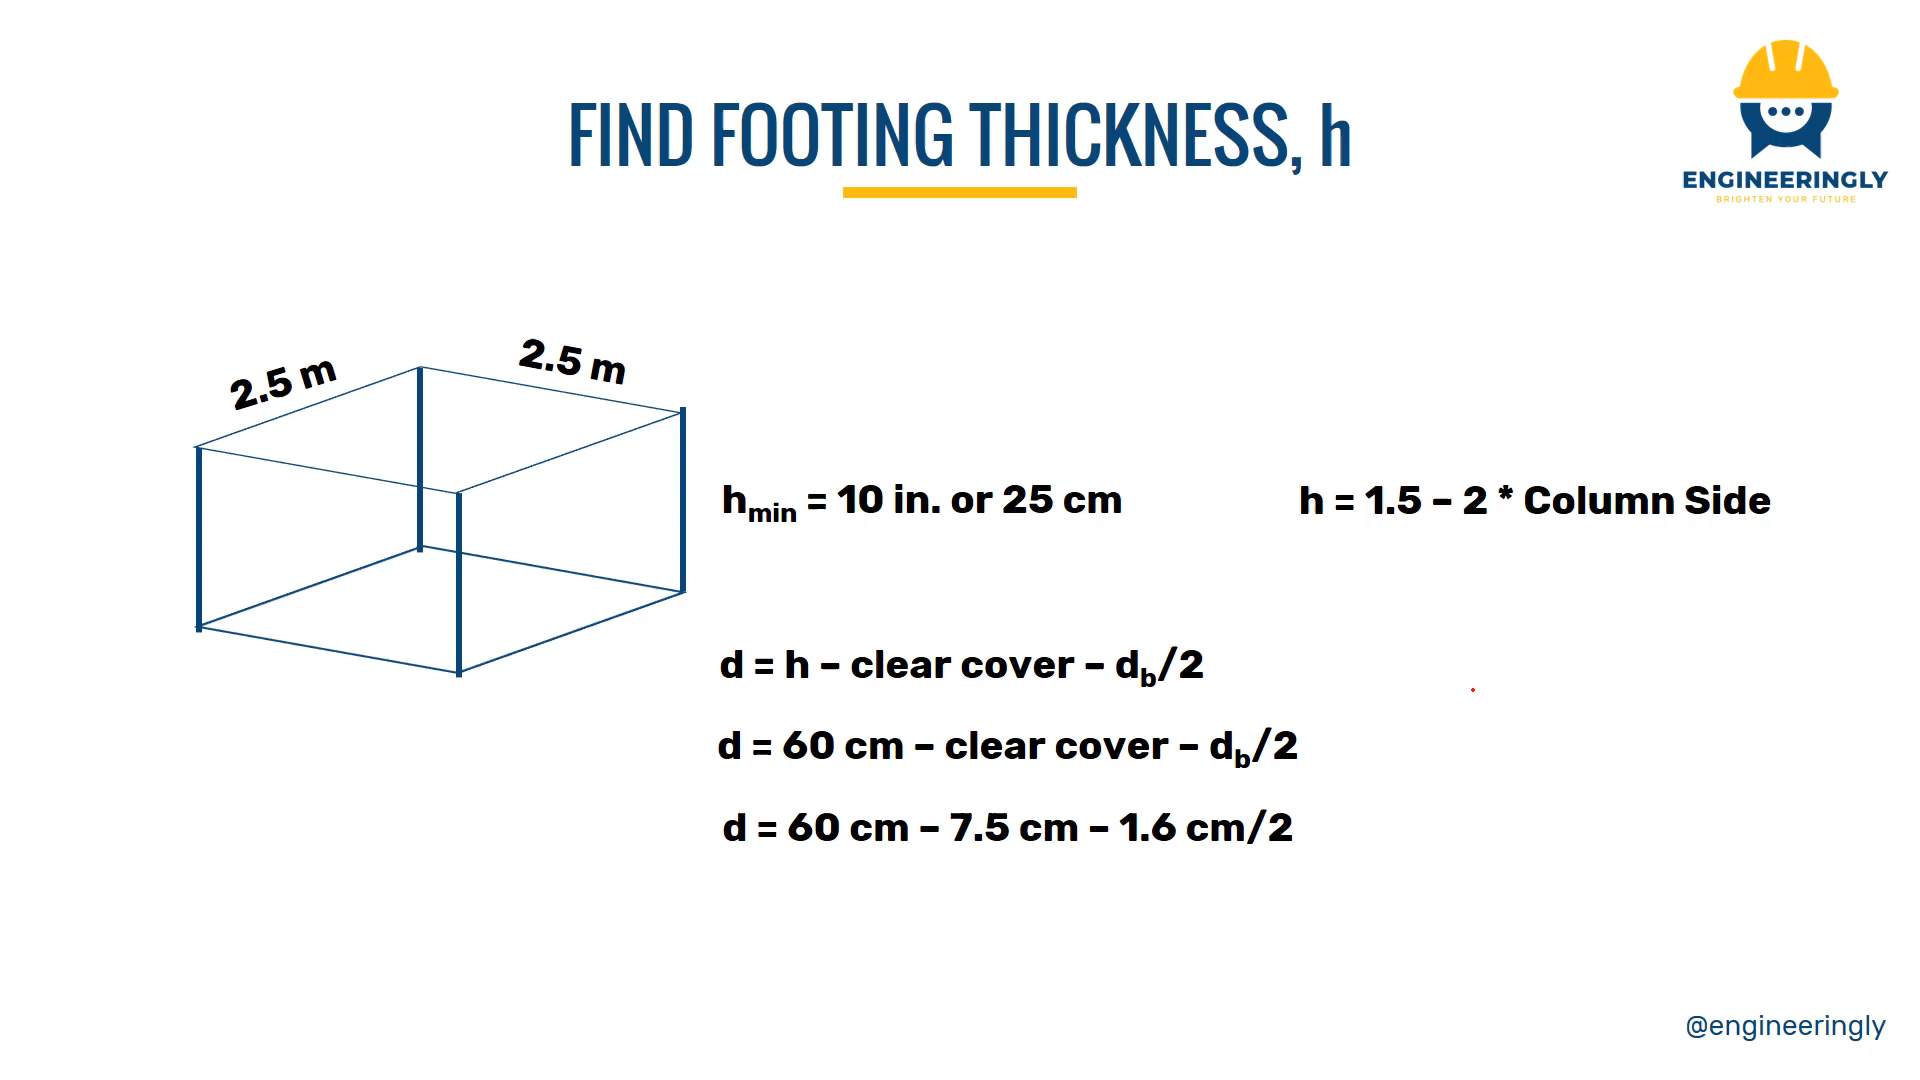 FIND FOOTING THICKNESS, h
ENGINEERINGLY
BRIGHTEN YOUR FUTURE
2.5 m
2.5 m
hmin = 10 in. or 25 cm
h = 1.5 – 2 * Column Side
d = h – clear cover – db/2
d = 60 cm – clear cover – db/2
d = 60 cm – 7.5 cm – 1.6 cm/2
@engineeringly